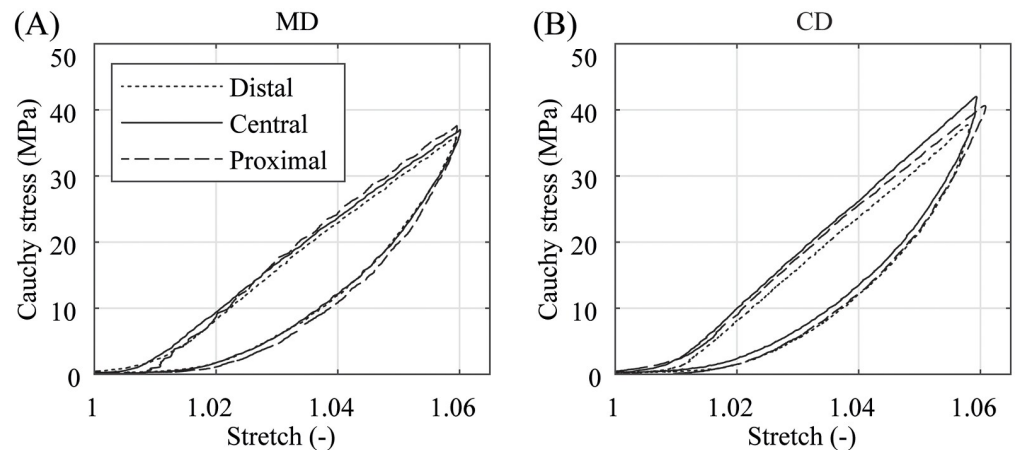 (A) MD
50
40
30
20
10
0
Cauchy stress (MPa)
Distal
Central
Proximal
1 1.02 1.04 1.06
Stretch (-)
(B) CD
50
40
30
20
10
0
Cauchy stress (MPa)
1 1.02 1.04 1.06
Stretch (-)